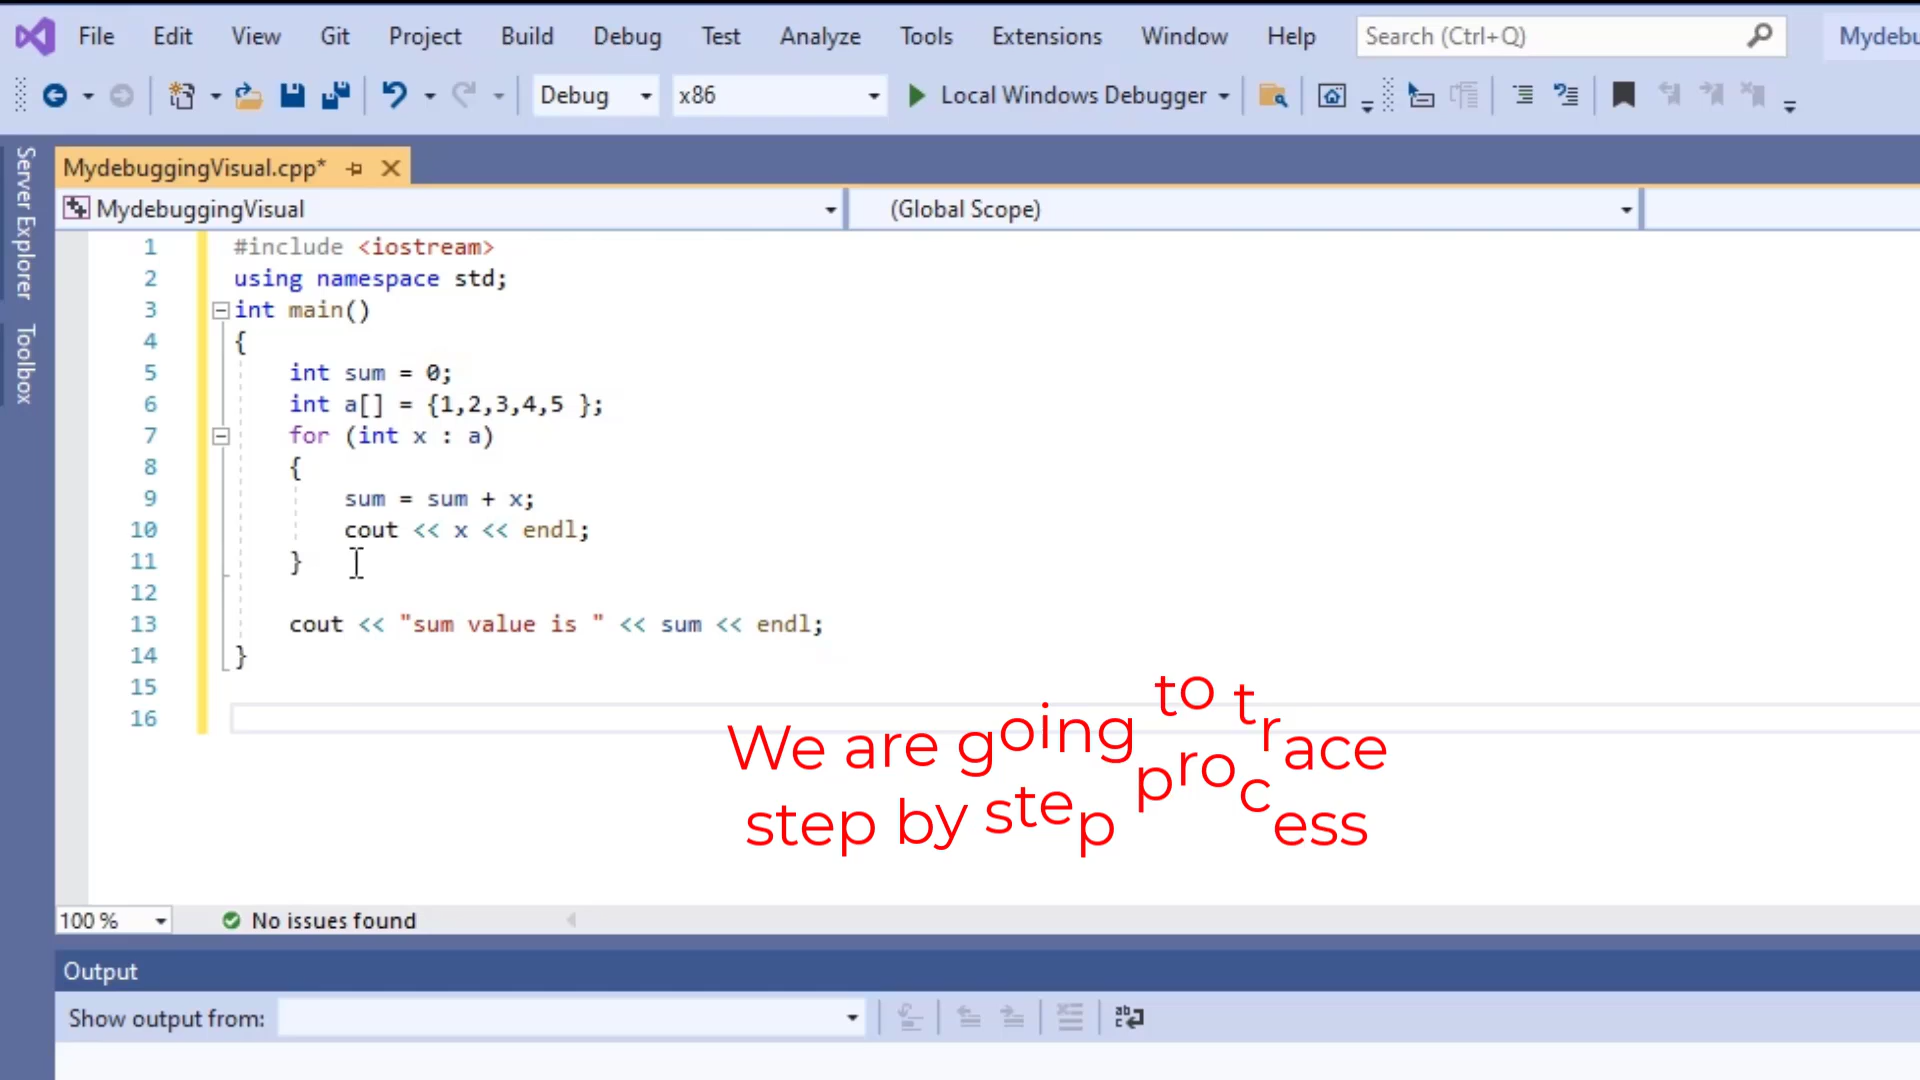 File Edit View Git Project Build Debug Test Analyze Tools Extensions Window Help Search (Ctrl+Q) Mydebu
Debug x86 Local Windows Debugger
Server Explorer
Toolbox
MydebuggingVisual.cpp*
MydebuggingVisual (Global Scope)
1 #include <iostream>
2 using namespace std;
3 int main()
4 {
5 int sum = 0;
6 int a[] = {1,2,3,4,5 };
7 for (int x : a)
8 {
9 sum = sum + x;
10 cout << x << endl;
11 }
12
13 cout << "sum value is " << sum << endl;
14 }
15
16
We are going to trace
step by step process
100 % No issues found
Output
Show output from: